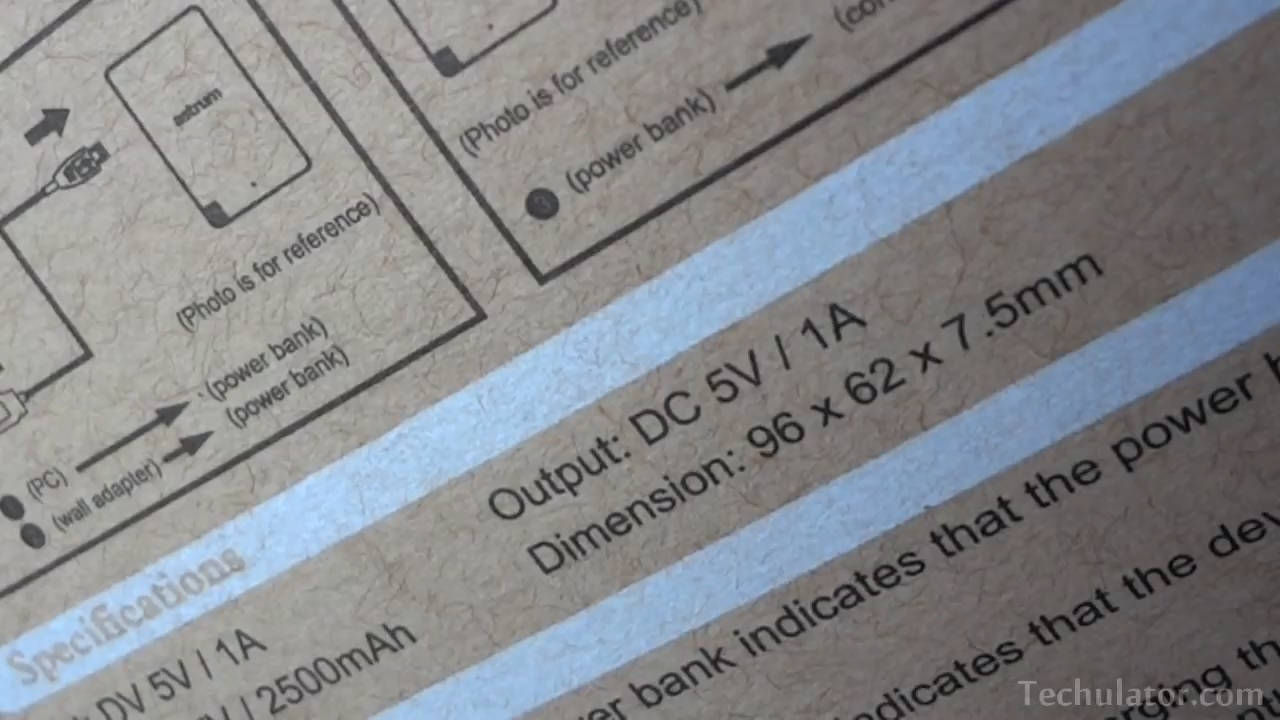 astrum
(Photo is for reference)
(PC)
(power bank)
(wall adapter)
(power bank)
(Photo is for reference)
3 (power bank)
Specifications
DV 5V / 1A
/ 2500mAh
Output: DC 5V / 1A
Dimension: 96 x 62 x 7.5mm
bank indicates that the power
indicates that the
Techulator.com